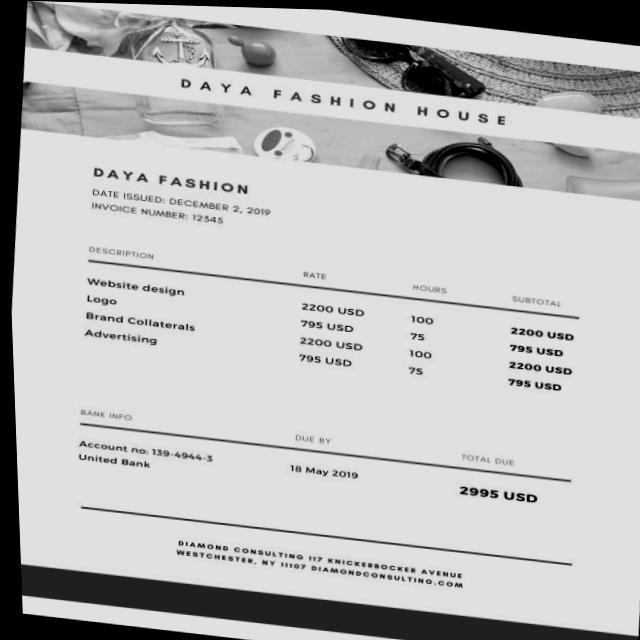 DAYA FASHION HOUSE
DAYA FASHION
DATE ISSUED: DECEMBER 2, 2019
INVOICE NUMBER: 12345
DESCRIPTION RATE HOURS SUBTOTAL
Website design 2200 USD 100 2200 USD
Logo 795 USD 75 795 USD
Brand Collaterals 2200 USD 100 2200 USD
Advertising 795 USD 75 795 USD
BANK INFO DUE BY TOTAL DUE
Account no: 139-4944-3 18 May 2019 2995 USD
United Bank
DIAMOND CONSULTING 117 KNICKERBOCKER AVENUE
WESTCHESTER, NY 11107 DIAMONDCONSULTING.COM